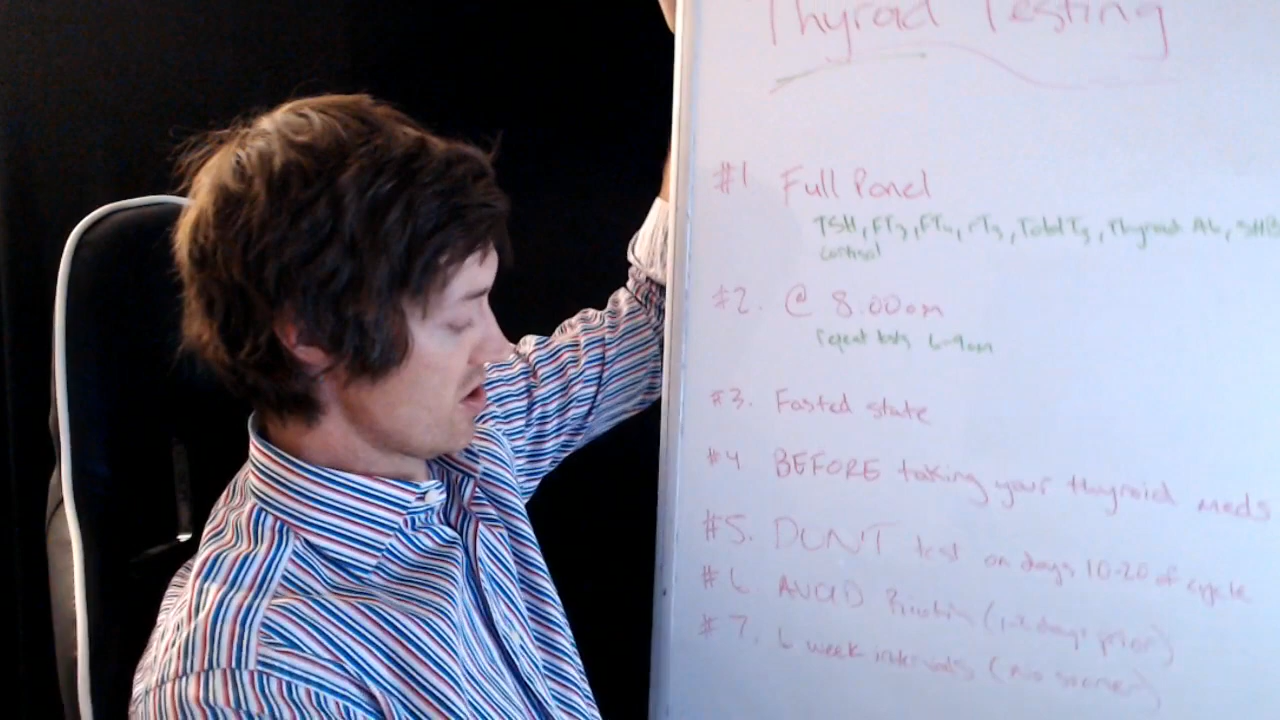 Thyroid Testing
#1 Full Panel
TSH, FT3, FT4, rT3, Total T3, Thyroid Ab, SHB
cortisol
#2. @ 8.00am
repeat tests 6-9am
#3. Fasted state
#4 BEFORE taking your thyroid meds
#5. DON'T test on days 10-20 of cycle
#6 AVOID Biotin (1-2 days prior)
#7. 6 week intervals (no sooner)